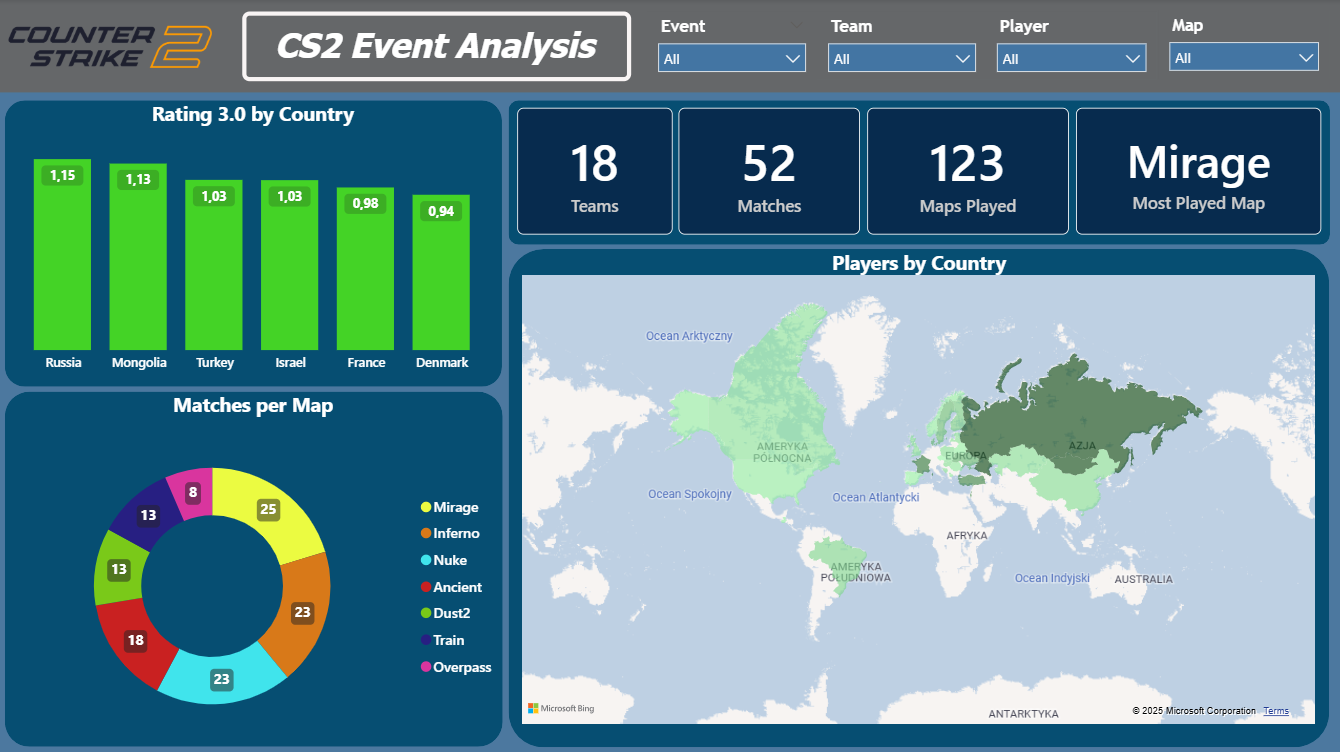 COUNTER
STRIKE 2
CS2 Event Analysis
Event
All
Team
All
Player
All
Map
All
Rating 3.0 by Country
1,15
1,13
1,03
1,03
0,98
0,94
Russia
Mongolia
Turkey
Israel
France
Denmark
18
Teams
52
Matches
123
Maps Played
Mirage
Most Played Map
Matches per Map
25
23
23
18
13
13
8
Mirage
Inferno
Nuke
Ancient
Dust2
Train
Overpass
Players by Country
Ocean Arktyczny
AMERYKA
PÓŁNOCNA
EUROPA
AZJA
Ocean Spokojny
Ocean Atlantycki
AFRYKA
AMERYKA
POŁUDNIOWA
Ocean Indyjski
AUSTRALIA
ANTARKTYKA
Microsoft Bing
© 2025 Microsoft Corporation Terms